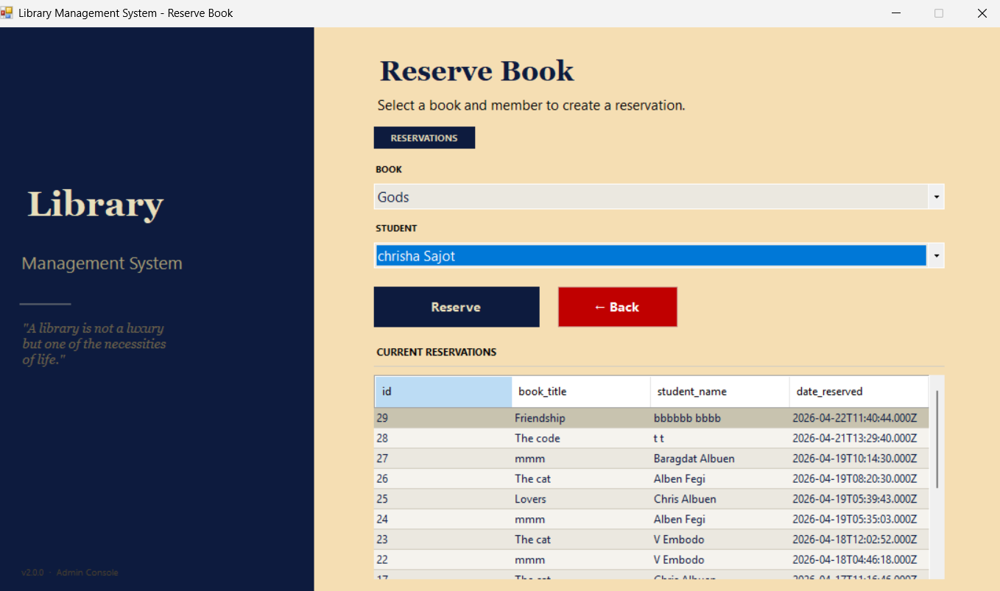 Library Management System - Reserve Book
Library
Management System
"A library is not a luxury
but one of the necessities
of life."
v2.0.0 · Admin Console
Reserve Book
Select a book and member to create a reservation.
RESERVATIONS
BOOK
Gods
STUDENT
chrisha Sajot
Reserve
← Back
CURRENT RESERVATIONS
id book_title student_name date_reserved
29 Friendship bbbbbb bbbb 2026-04-22T11:40:44.000Z
28 The code t t 2026-04-21T13:29:40.000Z
27 mmm Baragdat Albuen 2026-04-19T10:14:30.000Z
26 The cat Alben Fegi 2026-04-19T08:20:30.000Z
25 Lovers Chris Albuen 2026-04-19T05:39:43.000Z
24 mmm Alben Fegi 2026-04-19T05:35:03.000Z
23 The cat V Embodo 2026-04-18T12:02:52.000Z
22 mmm V Embodo 2026-04-18T04:46:18.000Z
17 The cat Chris Albuen